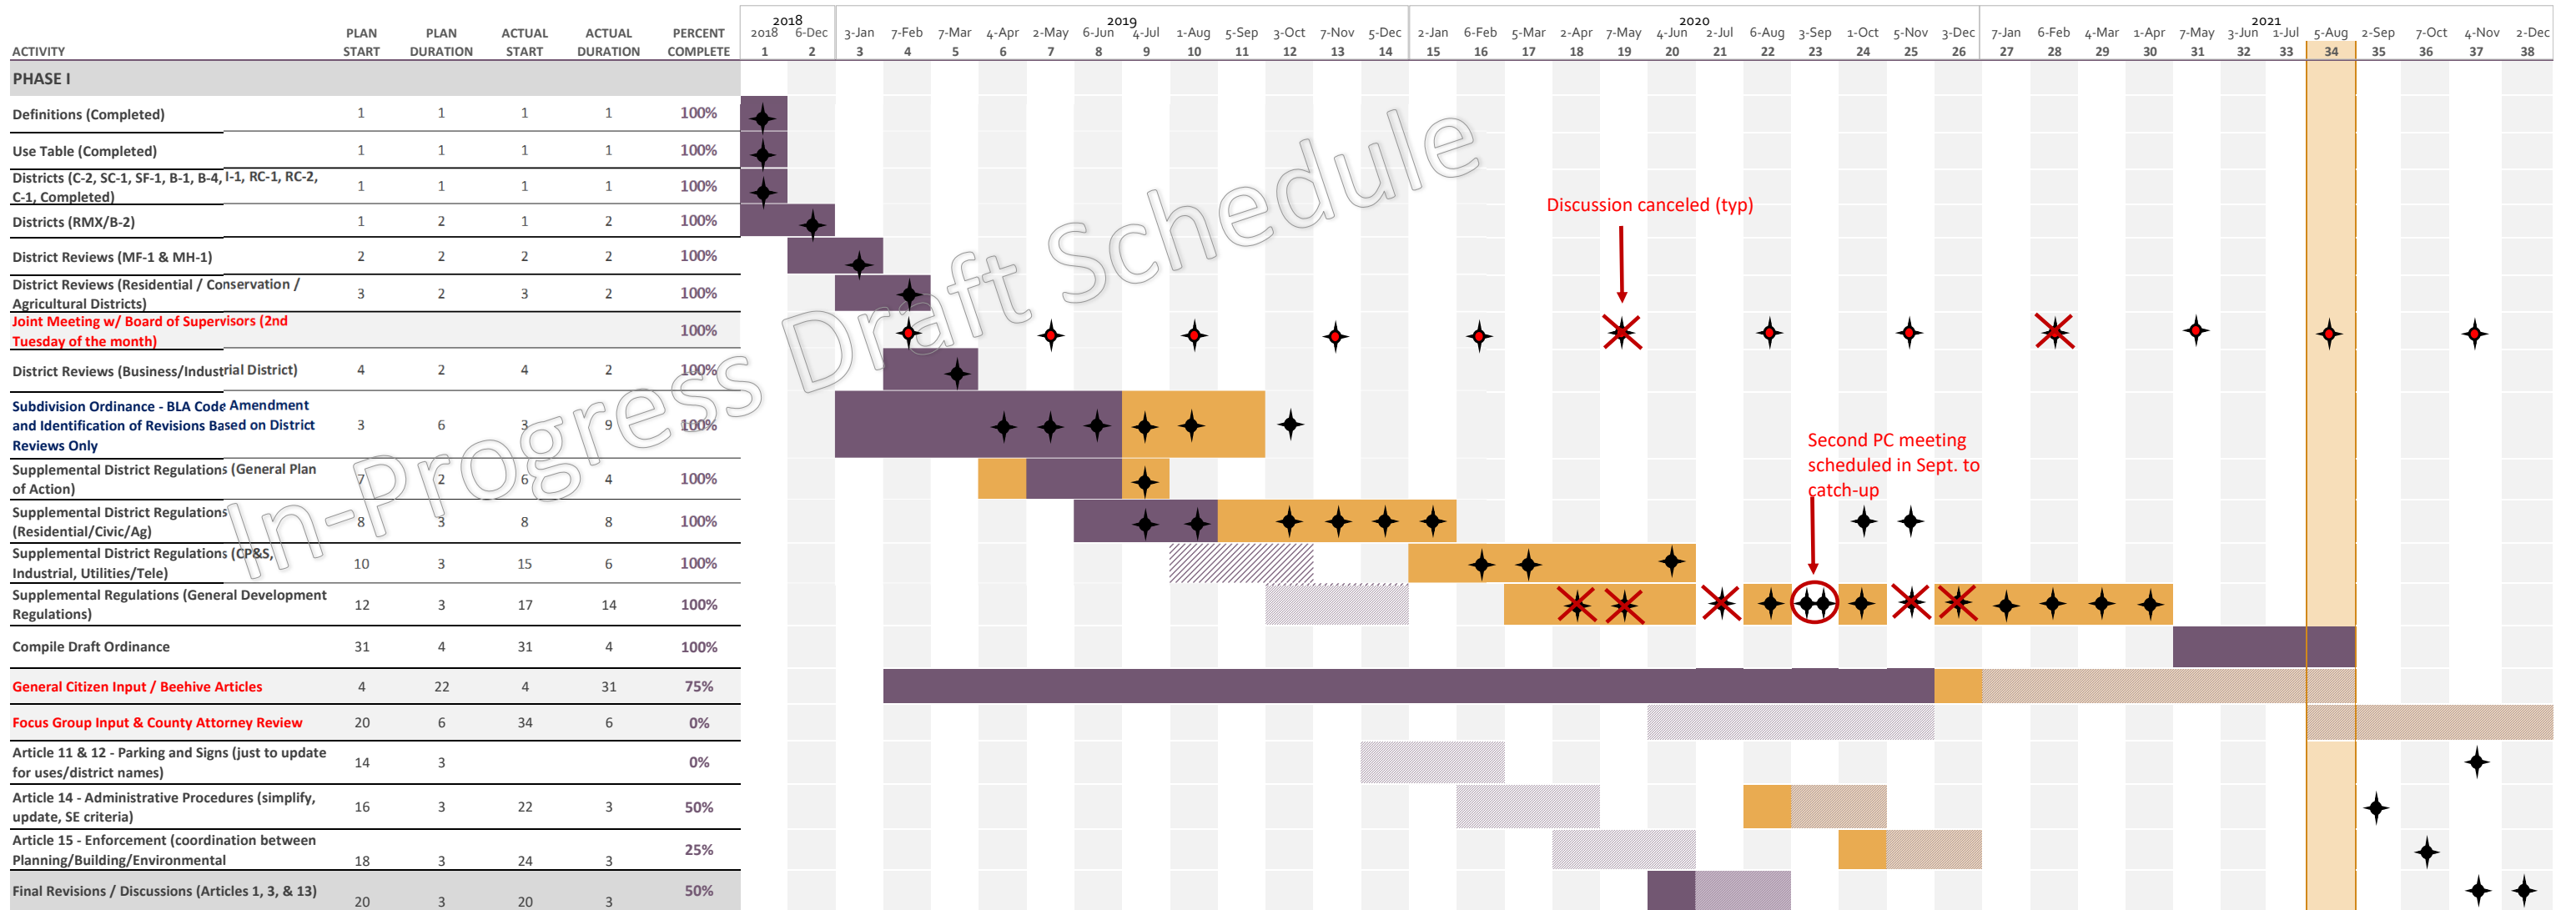 2018 2019 2020 2021
PLAN PLAN ACTUAL ACTUAL PERCENT
2018 6-Dec 3-Jan 7-Feb 7-Mar 4-Apr 2-May 6-Jun 4-Jul 1-Aug 5-Sep 3-Oct 7-Nov 5-Dec 2-Jan 6-Feb 5-Mar 2-Apr 7-May 4-Jun 2-Jul 6-Aug 3-Sep 1-Oct 5-Nov 3-Dec 7-Jan 6-Feb 4-Mar 1-Apr 7-May 3-Jun 1-Jul 5-Aug 2-Sep 7-Oct 4-Nov 2-Dec
ACTIVITY START DURATION START DURATION COMPLETE 1 2 3 4 5 6 7 8 9 10 11 12 13 14 15 16 17 18 19 20 21 22 23 24 25 26 27 28 29 30 31 32 33 34 35 36 37 38
PHASE I
Definitions (Completed) 1 1 1 1 100%
Use Table (Completed) 1 1 1 1 100%
Districts (C-2, SC-1, SF-1, B-1, B-4, I-1, RC-1, RC-2,
C-1, Completed) 1 1 1 1 100%
Districts (RMX/B-2) 1 2 1 2 100%
Discussion canceled (typ)
District Reviews (MF-1 & MH-1) 2 2 2 2 100%
District Reviews (Residential / Conservation /
Agricultural Districts) 3 2 3 2 100%
Joint Meeting w/ Board of Supervisors (2nd
Tuesday of the month) 100%
District Reviews (Business/Industrial District) 4 2 4 2 100%
Subdivision Ordinance - BLA Code Amendment
and Identification of Revisions Based on District
Reviews Only 3 6 3 9 100%
Second PC meeting
scheduled in Sept. to
catch-up
Supplemental District Regulations (General Plan
of Action) 7 2 6 4 100%
Supplemental District Regulations
(Residential/Civic/Ag) 8 3 8 8 100%
Supplemental District Regulations (CP&S,
Industrial, Utilities/Tele) 10 3 15 6 100%
Supplemental Regulations (General Development
Regulations) 12 3 17 14 100%
Compile Draft Ordinance 31 4 31 4 100%
General Citizen Input / Beehive Articles 4 22 4 31 75%
Focus Group Input & County Attorney Review 20 6 34 6 0%
Article 11 & 12 - Parking and Signs (just to update
for uses/district names) 14 3 0%
Article 14 - Administrative Procedures (simplify,
update, SE criteria) 16 3 22 3 50%
Article 15 - Enforcement (coordination between
Planning/Building/Environmental 18 3 24 3 25%
Final Revisions / Discussions (Articles 1, 3, & 13) 20 3 20 3 50%
In-Progress Draft Schedule